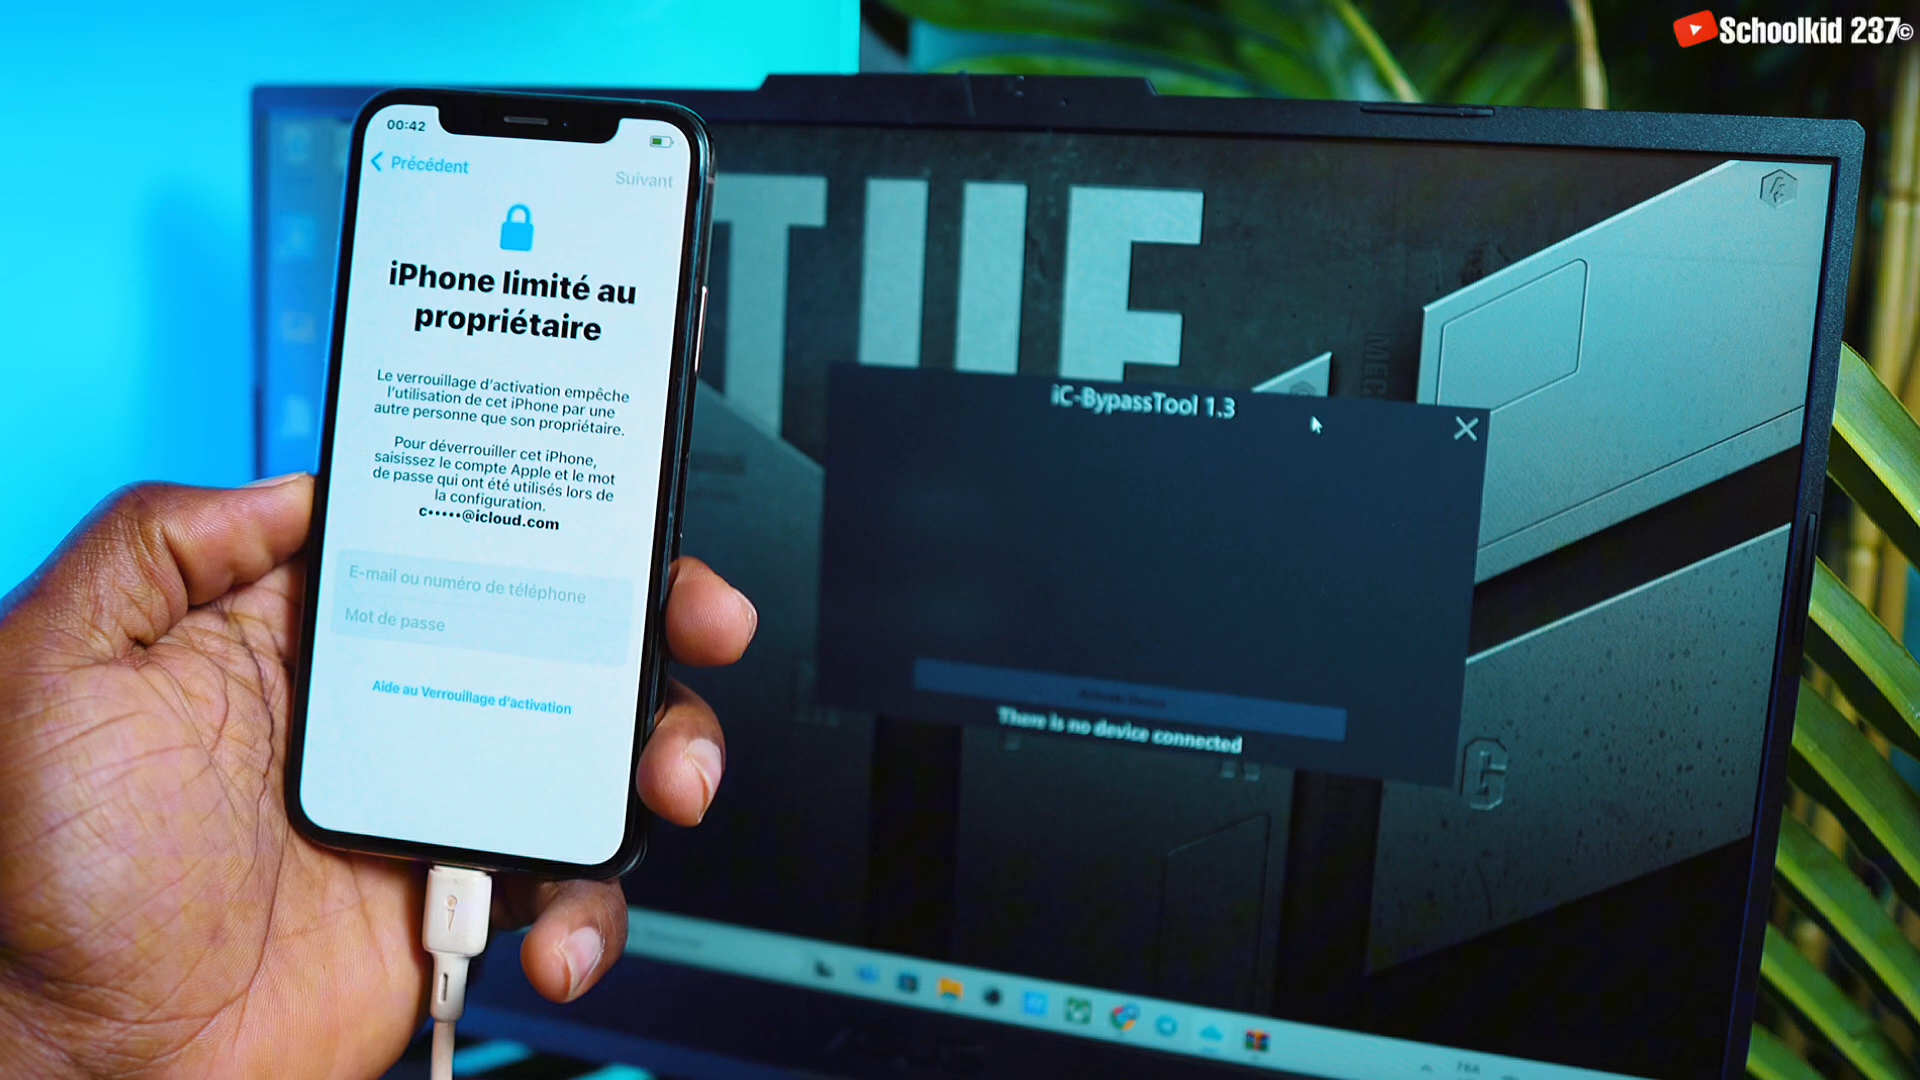 Schoolkid 237©
00:42
Précédent
Suivant
iPhone limité au
propriétaire
Le verrouillage d'activation empêche
l'utilisation de cet iPhone par une
autre personne que son propriétaire.
Pour déverrouiller cet iPhone,
saisissez le compte Apple et le mot
de passe qui ont été utilisés lors de
la configuration.
c•••••@icloud.com
E-mail ou numéro de téléphone
Mot de passe
Aide au Verrouillage d'activation
iC-BypassTool 1.3
Activate Device
There is no device connected